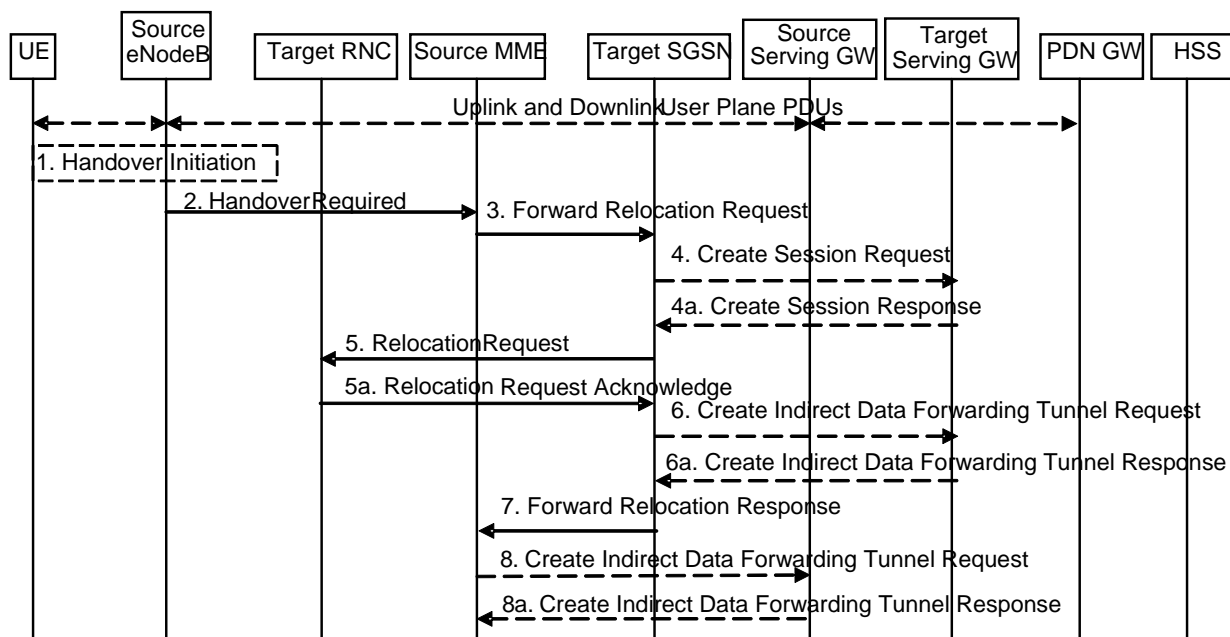 UE
Source
eNodeB
Target RNC
Source MME
Target SGSN
Source
Serving GW
Target
Serving GW
PDN GW
HSS
Uplink and Downlink User Plane PDUs
1. Handover Initiation
2. HandoverRequired
3. Forward Relocation Request
4. Create Session Request
4a. Create Session Response
5. RelocationRequest
5a. Relocation Request Acknowledge
6. Create Indirect Data Forwarding Tunnel Request
6a. Create Indirect Data Forwarding Tunnel Response
7. Forward Relocation Response
8. Create Indirect Data Forwarding Tunnel Request
8a. Create Indirect Data Forwarding Tunnel Response